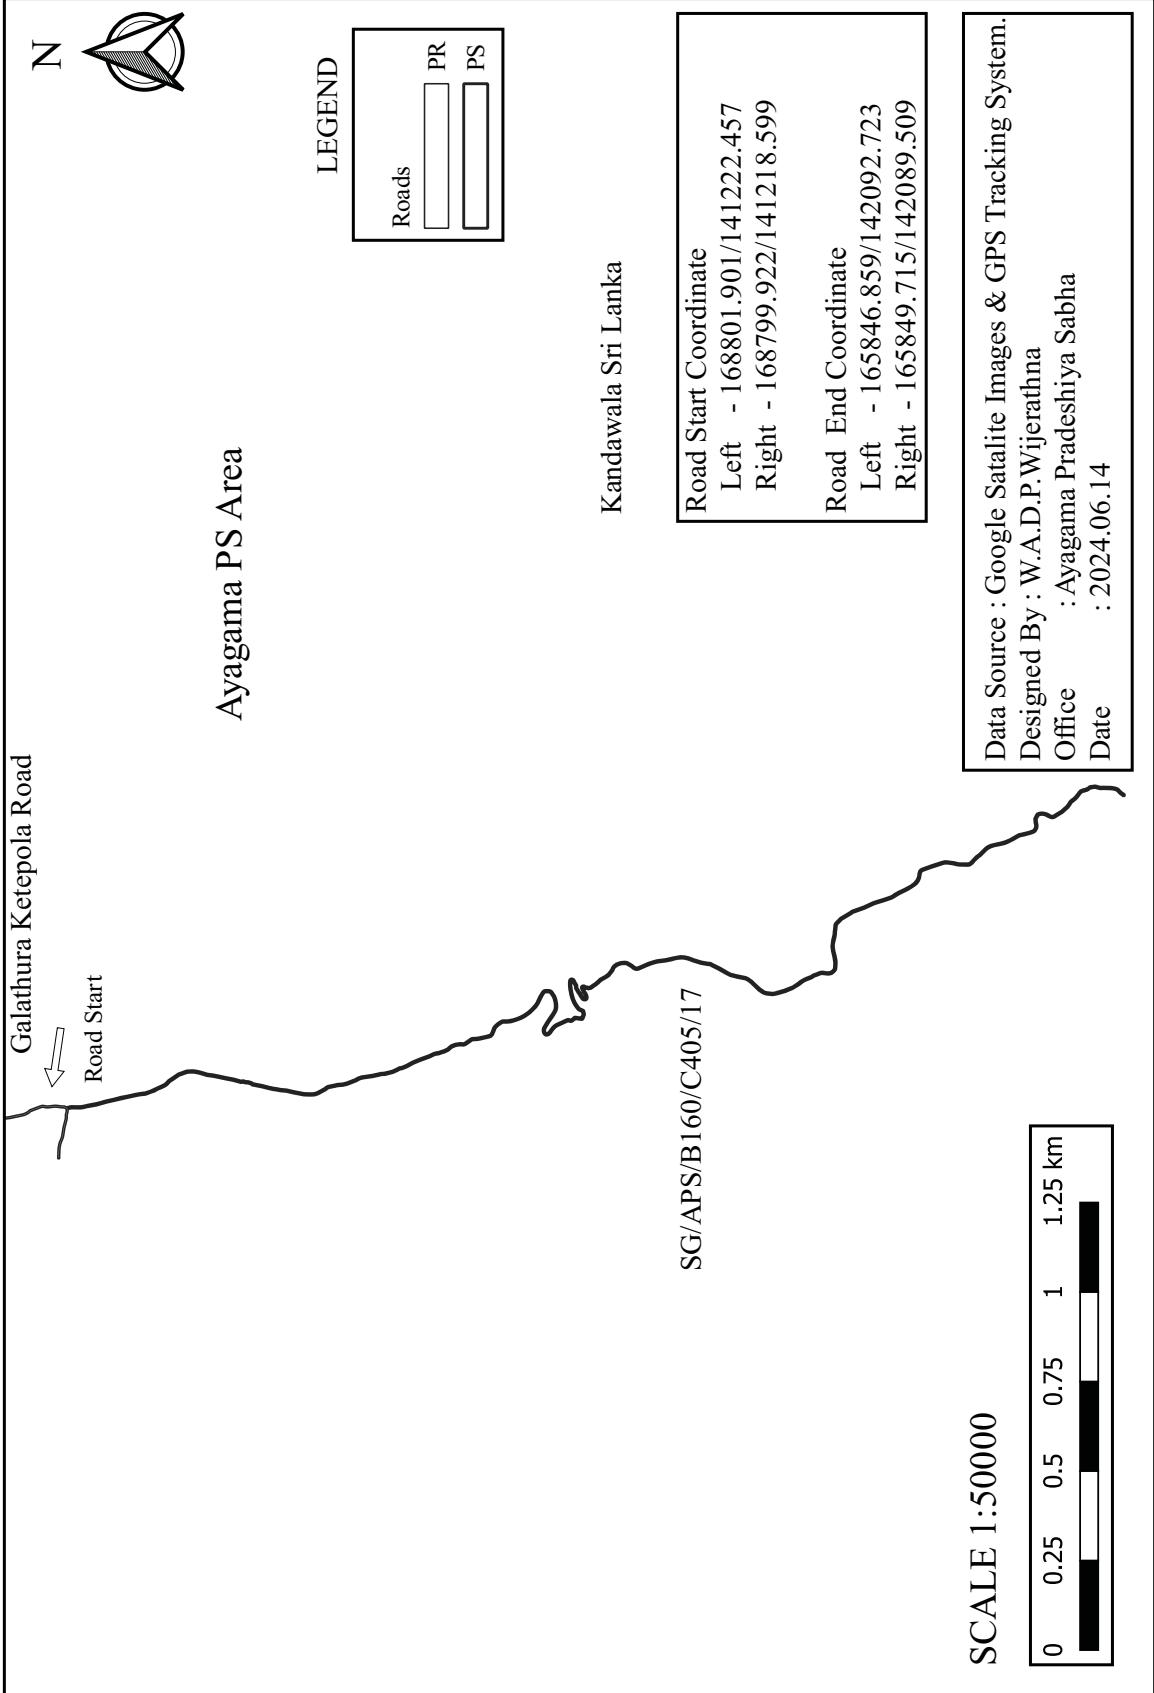 Galathura Ketepola Road
Road Start
N
Ayagama PS Area
LEGEND
Roads
PR
PS
Kandawala Sri Lanka
SG/APS/B160/C405/17
Road Start Coordinate
Left - 168801.901/141222.457
Right - 168799.922/141218.599
Road End Coordinate
Left - 165846.859/142092.723
Right - 165849.715/142089.509
SCALE 1:50000
0 0.25 0.5 0.75 1 1.25 km
Data Source : Google Satalite Images & GPS Tracking System.
Designed By : W.A.D.P.Wijerathna
Office : Ayagama Pradeshiya Sabha
Date : 2024.06.14